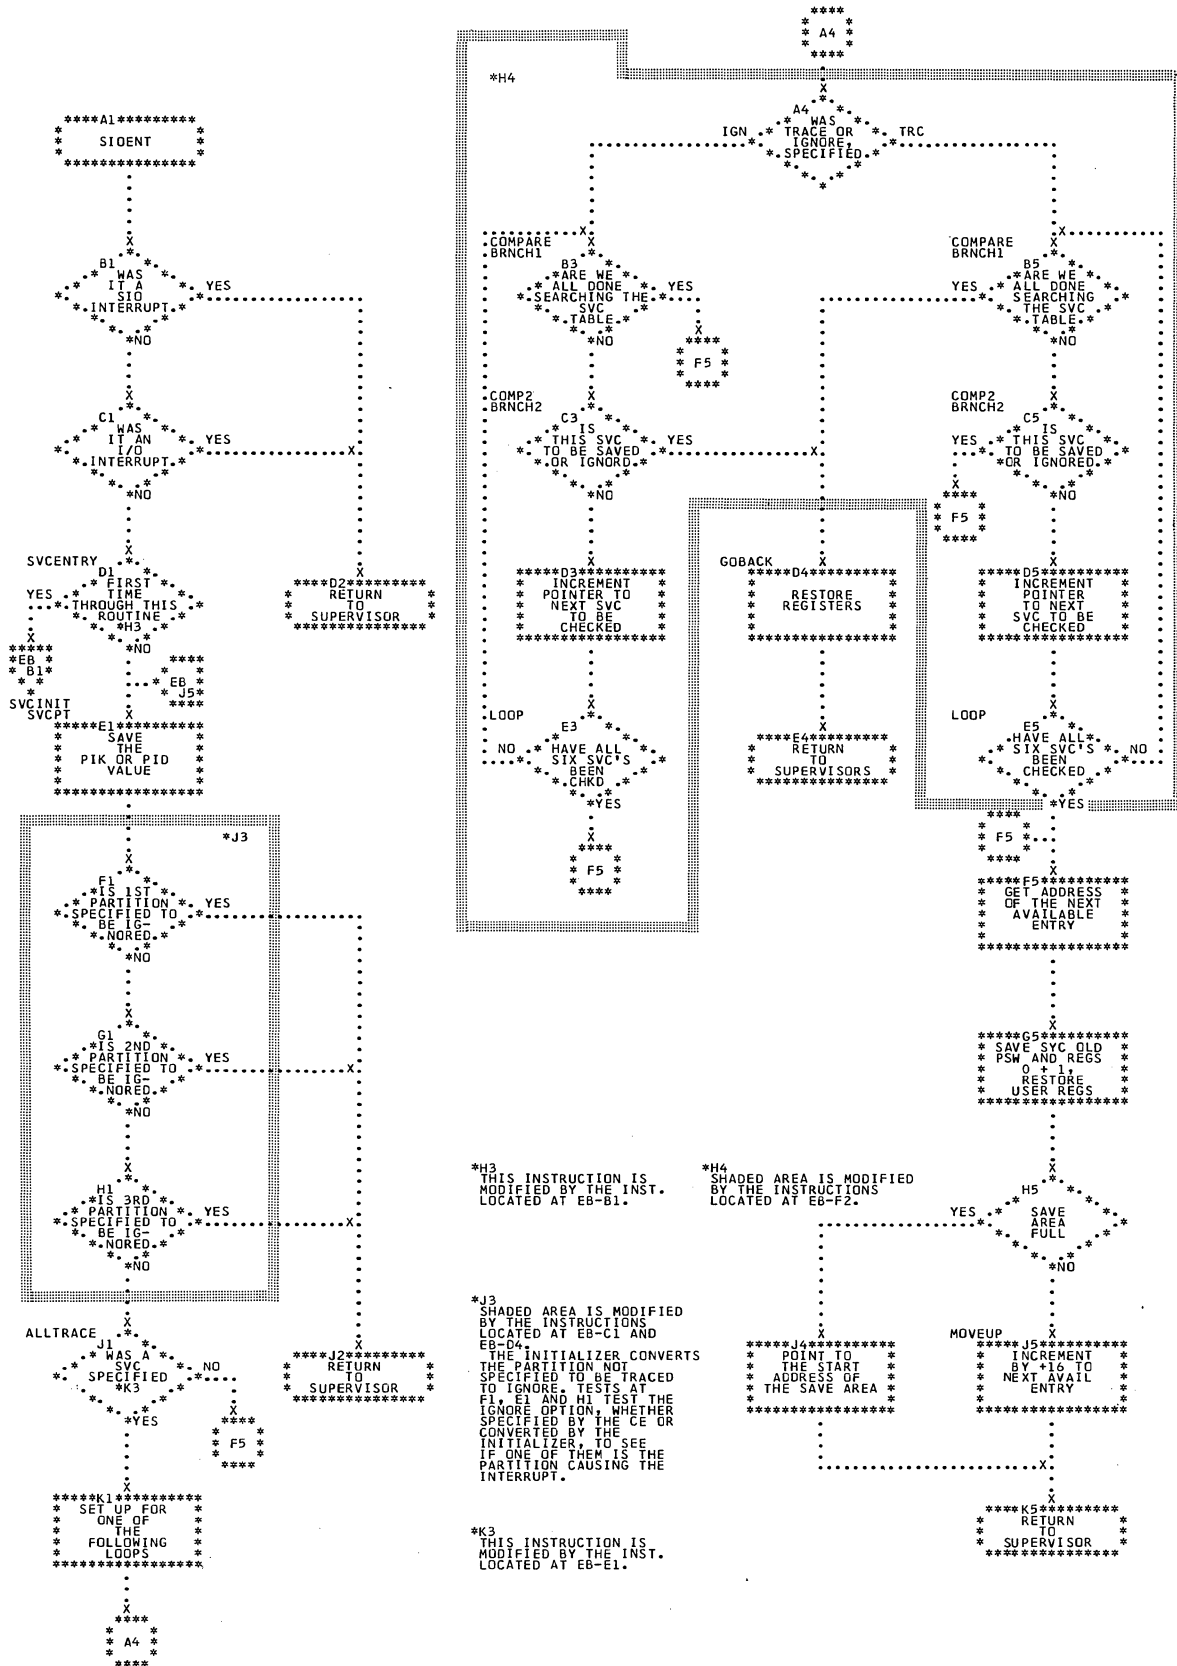 A1
SIOENT
B1
WAS
IT A
SIO
INTERRUPT.
YES
NO
C1
WAS
IT AN
I/O
INTERRUPT.
YES
NO
SVCENTRY
D1
FIRST
TIME
THROUGH THIS
ROUTINE
*H3
YES
NO
EB
B1
SVCINIT
EB
J5
D2
RETURN
TO
SUPERVISOR
SVCPT
E1
SAVE
THE
PIK OR PID
VALUE
*J3
F1
IS 1ST
PARTITION
SPECIFIED TO
BE IG-
NORED.
YES
NO
G1
IS 2ND
PARTITION
SPECIFIED TO
BE IG-
NORED.
YES
NO
H1
IS 3RD
PARTITION
SPECIFIED TO
BE IG-
NORED.
YES
NO
ALLTRACE
J1
WAS A
SVC
SPECIFIED
*K3
NO
YES
F5
J2
RETURN
TO
SUPERVISOR
K1
SET UP FOR
ONE OF
THE
FOLLOWING
LOOPS
A4
A4
*H4
A4
WAS
TRACE OR
IGNORE,
SPECIFIED
IGN
TRC
COMPARE
BRNCH1
B3
ARE WE
ALL DONE
SEARCHING THE
SVC
TABLE.
YES
NO
F5
COMP2
BRNCH2
C3
IS
THIS SVC
TO BE SAVED
OR IGNORD.
YES
NO
D3
INCREMENT
POINTER TO
NEXT SVC
TO BE
CHECKED
LOOP
E3
HAVE ALL
SIX SVC'S
BEEN
CHKD
NO
YES
F5
GOBACK
D4
RESTORE
REGISTERS
E4
RETURN
TO
SUPERVISORS
COMPARE
BRNCH1
B5
ARE WE
ALL DONE
SEARCHING
THE SVC
TABLE.
YES
NO
COMP2
BRNCH2
C5
IS
THIS SVC
TO BE SAVED
OR IGNORED.
YES
NO
F5
D5
INCREMENT
POINTER
TO NEXT
SVC TO BE
CHECKED
LOOP
E5
HAVE ALL
SIX SVC'S
BEEN
CHECKED
NO
YES
F5
F5
GET ADDRESS
OF THE NEXT
AVAILABLE
ENTRY
G5
SAVE SYC OLD
PSW AND REGS
0 + 1,
RESTORE
USER REGS
H5
SAVE
AREA
FULL
YES
NO
J4
POINT TO
THE START
ADDRESS OF
THE SAVE AREA
MOVEUP
J5
INCREMENT
BY +16 TO
NEXT AVAIL
ENTRY
K5
RETURN
TO
SUPERVISOR
*H3
THIS INSTRUCTION IS
MODIFIED BY THE INST.
LOCATED AT EB-B1.
*H4
SHADED AREA IS MODIFIED
BY THE INSTRUCTIONS
LOCATED AT EB-F2.
*J3
SHADED AREA IS MODIFIED
BY THE INSTRUCTIONS
LOCATED AT EB-C1 AND
EB-D4.
THE INITIALIZER CONVERTS
THE PARTITION NOT
SPECIFIED TO BE TRACED
TO IGNORE. TESTS AT
F1, E1 AND H1 TEST THE
IGNORE OPTION, WHETHER
SPECIFIED BY THE CE OR
CONVERTED BY THE
INITIALIZER, TO SEE
IF ONE OF THEM IS THE
PARTITION CAUSING THE
INTERRUPT.
*K3
THIS INSTRUCTION IS
MODIFIED BY THE INST.
LOCATED AT EB-E1.